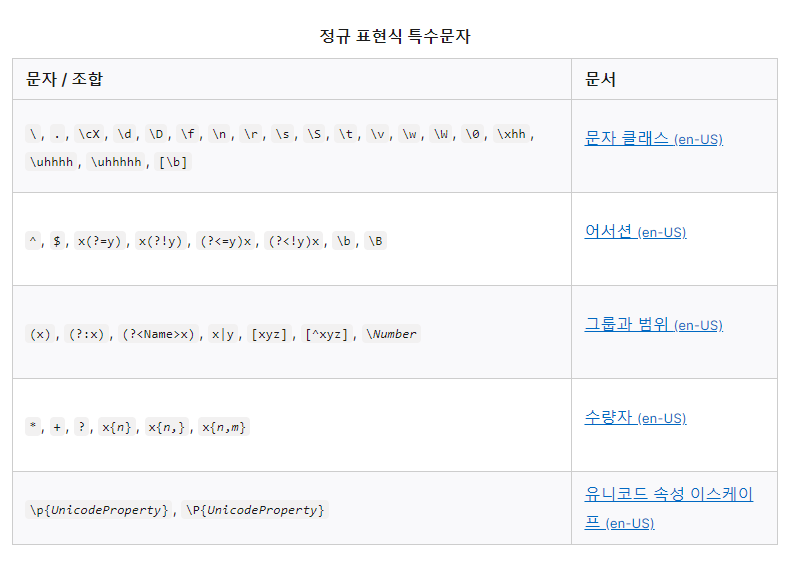 정규 표현식 특수문자
문자 / 조합
문서
\, ., \cX, \d, \D, \f, \n, \r, \s, \S, \t, \v, \w, \W, \0, \xhh,
\uhhhh, \uhhhhh, [\b]
문자 클래스 (en-US)
^, $, x(?=y), x(?!y), (?<=y)x, (?<!y)x, \b, \B
어서션 (en-US)
(x), (?:x), (?<Name>x), x|y, [xyz], [^xyz], \Number
그룹과 범위 (en-US)
*, +, ?, x{n}, x{n,}, x{n,m}
수량자 (en-US)
\p{UnicodeProperty}, \P{UnicodeProperty}
유니코드 속성 이스케이
프 (en-US)